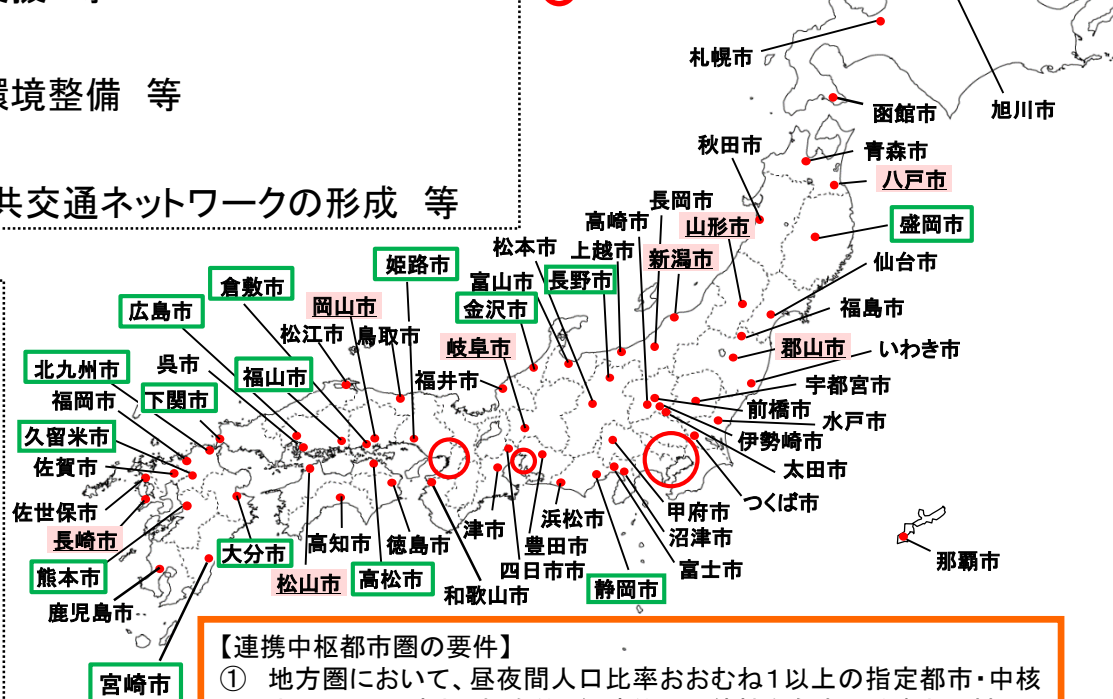 環境整備 等
共交通ネットワークの形成 等
札幌市
函館市
旭川市
秋田市
青森市
八戸市
長岡市
高崎市
山形市
盛岡市
松本市
上越市
新潟市
仙台市
姫路市
富山市
長野市
倉敷市
岡山市
金沢市
福島市
広島市
松江市
鳥取市
岐阜市
郡山市
いわき市
北九州市
呉市
福山市
福井市
宇都宮市
福岡市
下関市
前橋市
水戸市
久留米市
伊勢崎市
佐賀市
太田市
つくば市
佐世保市
甲府市
浜松市
津市
長崎市
大分市
高知市
徳島市
豊田市
沼津市
那覇市
熊本市
松山市
高松市
四日市市
富士市
静岡市
和歌山市
鹿児島市
宮崎市
【連携中枢都市圏の要件】
① 地方圏において、昼夜間人口比率おおむね1以上の指定都市・中核